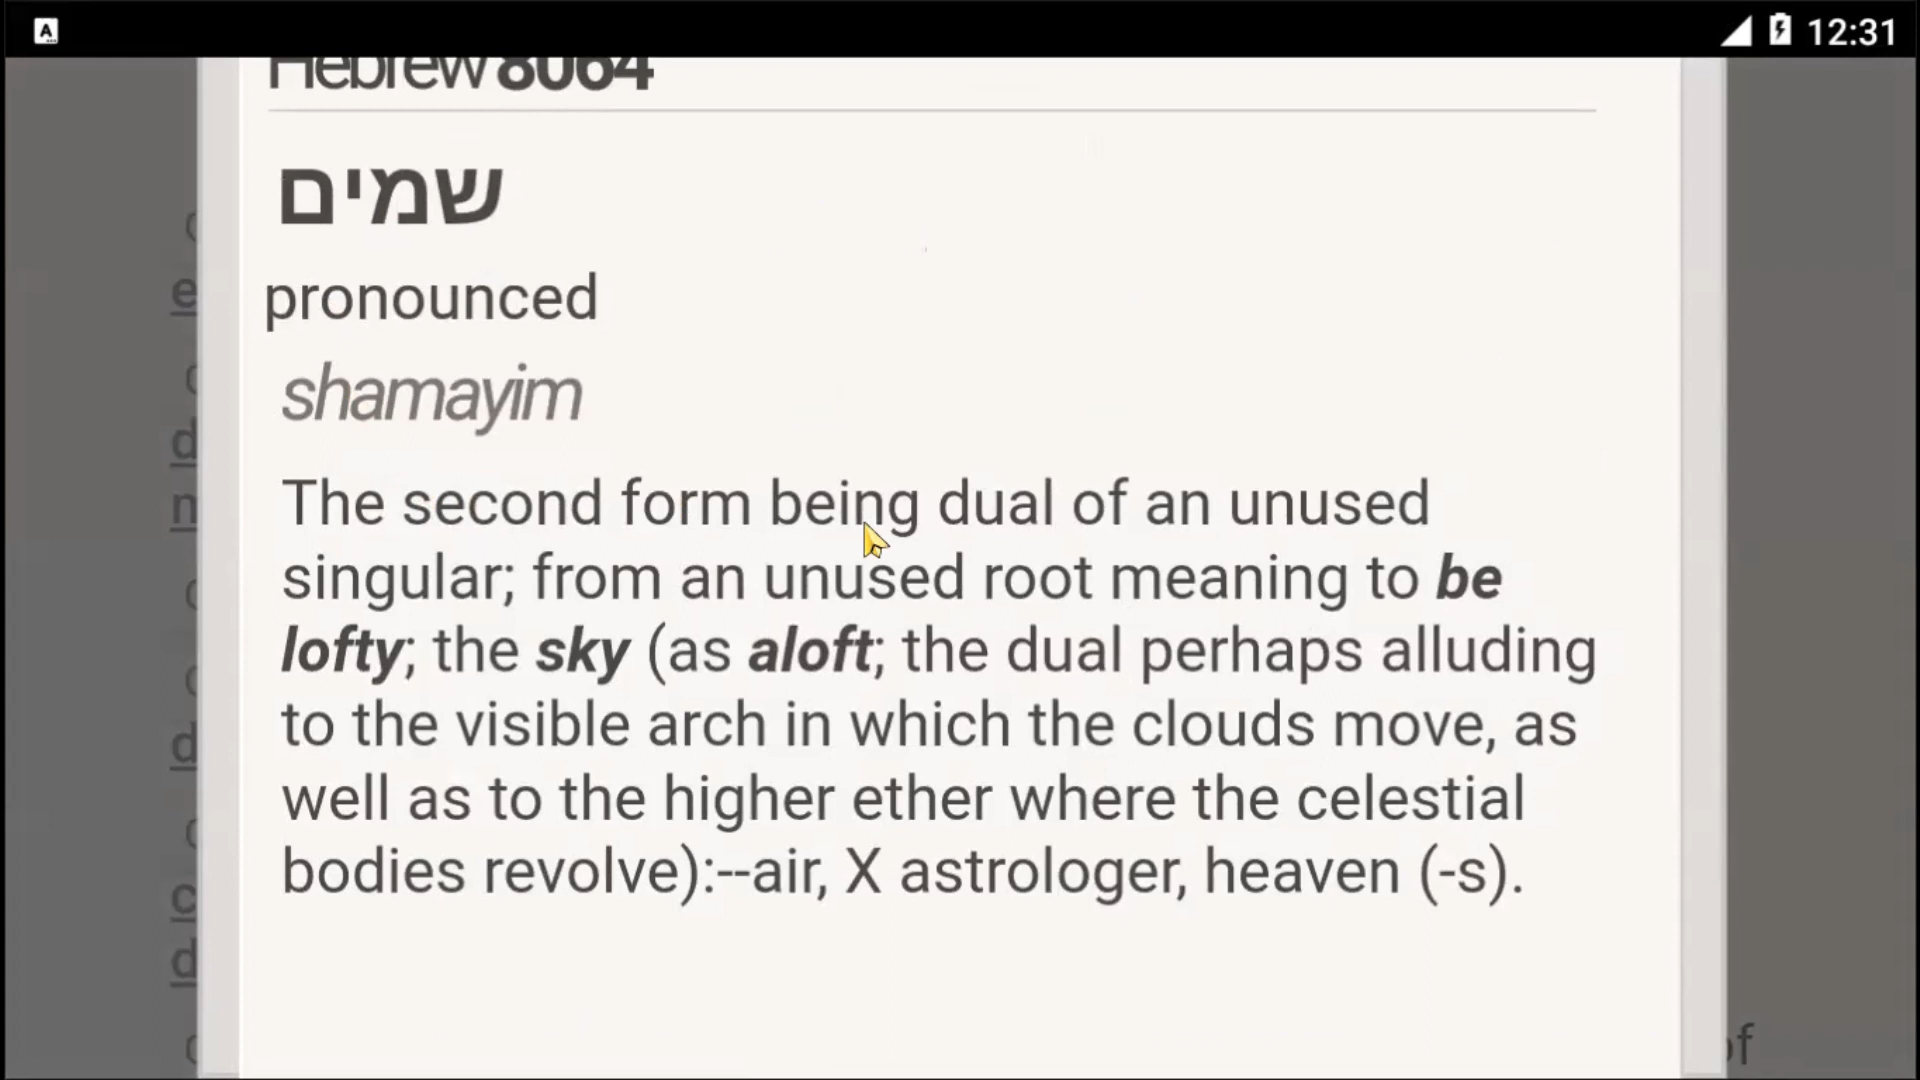 12:31
Hebrew 8064
שמים
pronounced
shamayim
The second form being dual of an unused
singular; from an unused root meaning to be
lofty; the sky (as aloft; the dual perhaps alluding
to the visible arch in which the clouds move, as
well as to the higher ether where the celestial
bodies revolve):--air, X astrologer, heaven (-s).